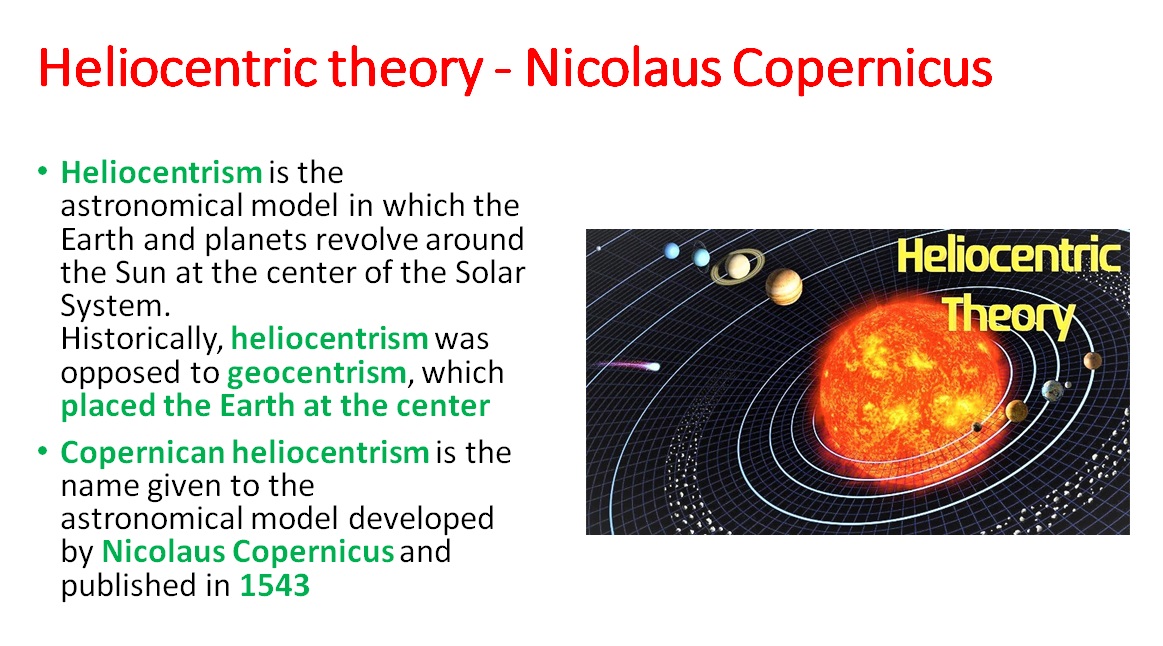 Heliocentric theory - Nicolaus Copernicus
• Heliocentrism is the
astronomical model in which the
Earth and planets revolve around
the Sun at the center of the Solar
System.
Historically, heliocentrism was
opposed to geocentrism, which
placed the Earth at the center
• Copernican heliocentrism is the
name given to the
astronomical model developed
by Nicolaus Copernicus and
published in 1543
Heliocentric
Theory